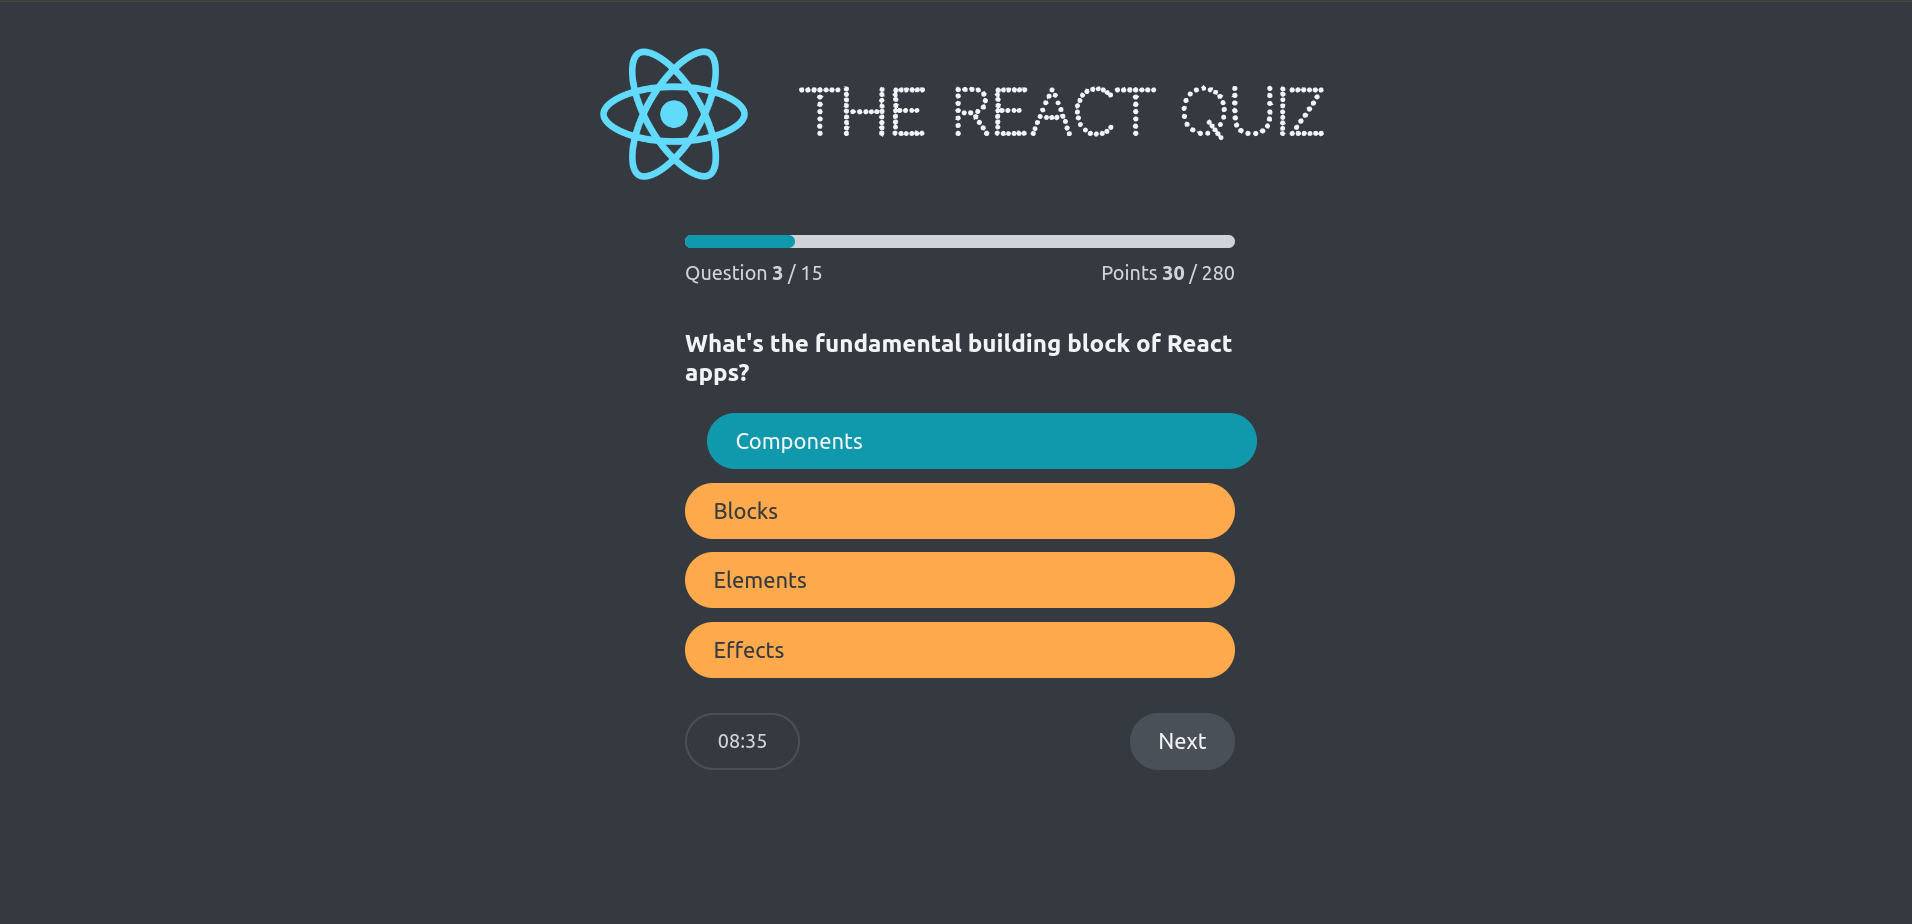 THE REACT QUIZ
Question 3 / 15
Points 30 / 280
What's the fundamental building block of React
apps?
Components
Blocks
Elements
Effects
08:35
Next